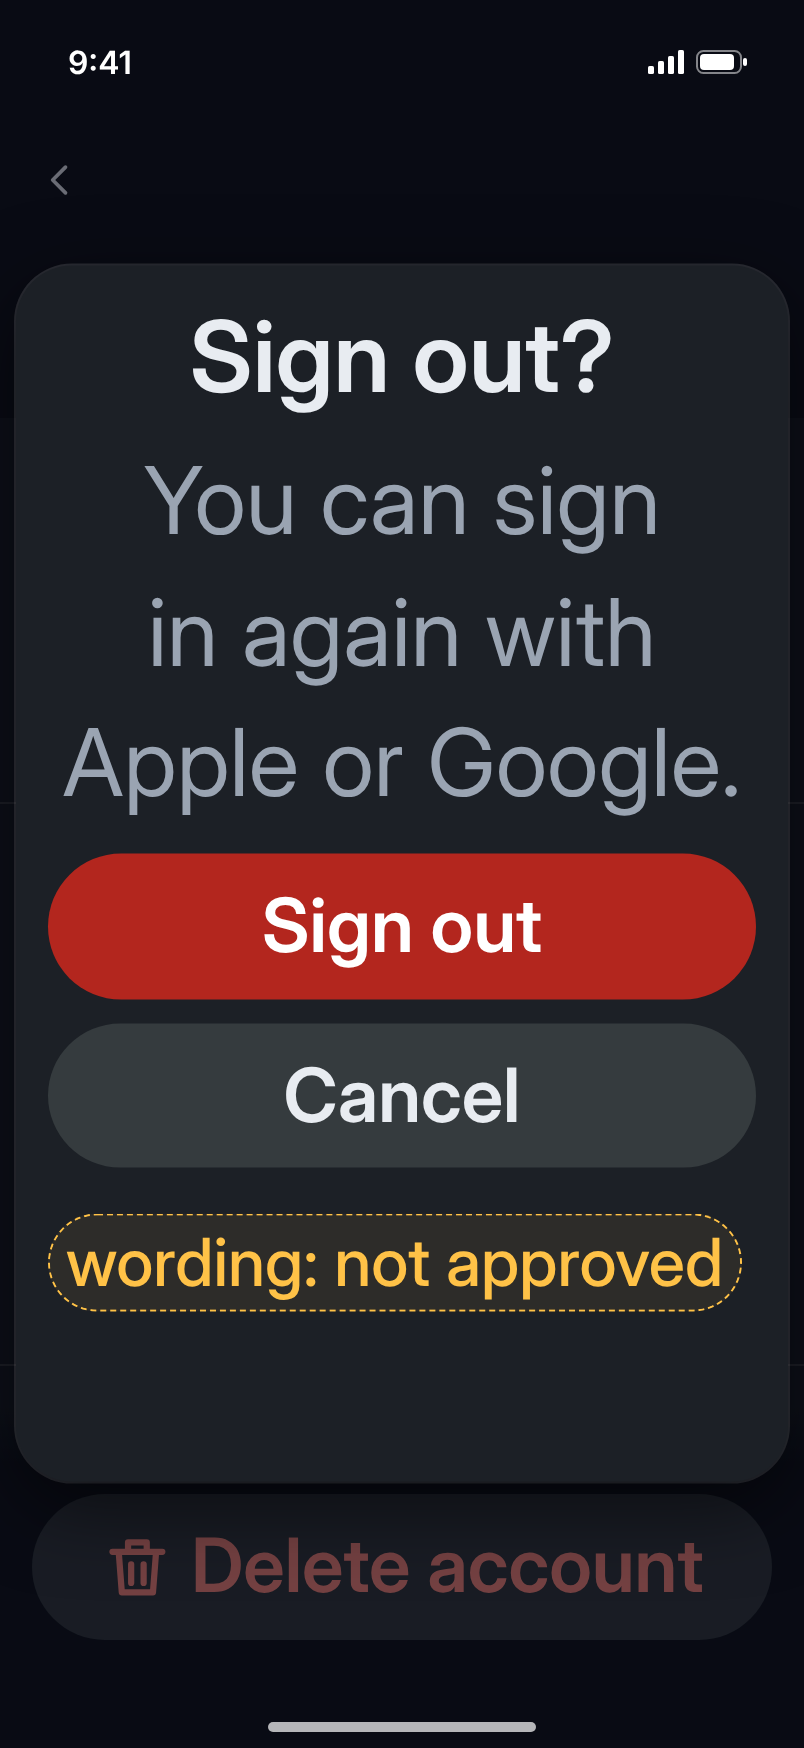 9:41
Sign out?
You can sign
in again with
Apple or Google.
Sign out
Cancel
wording: not approved
Delete account